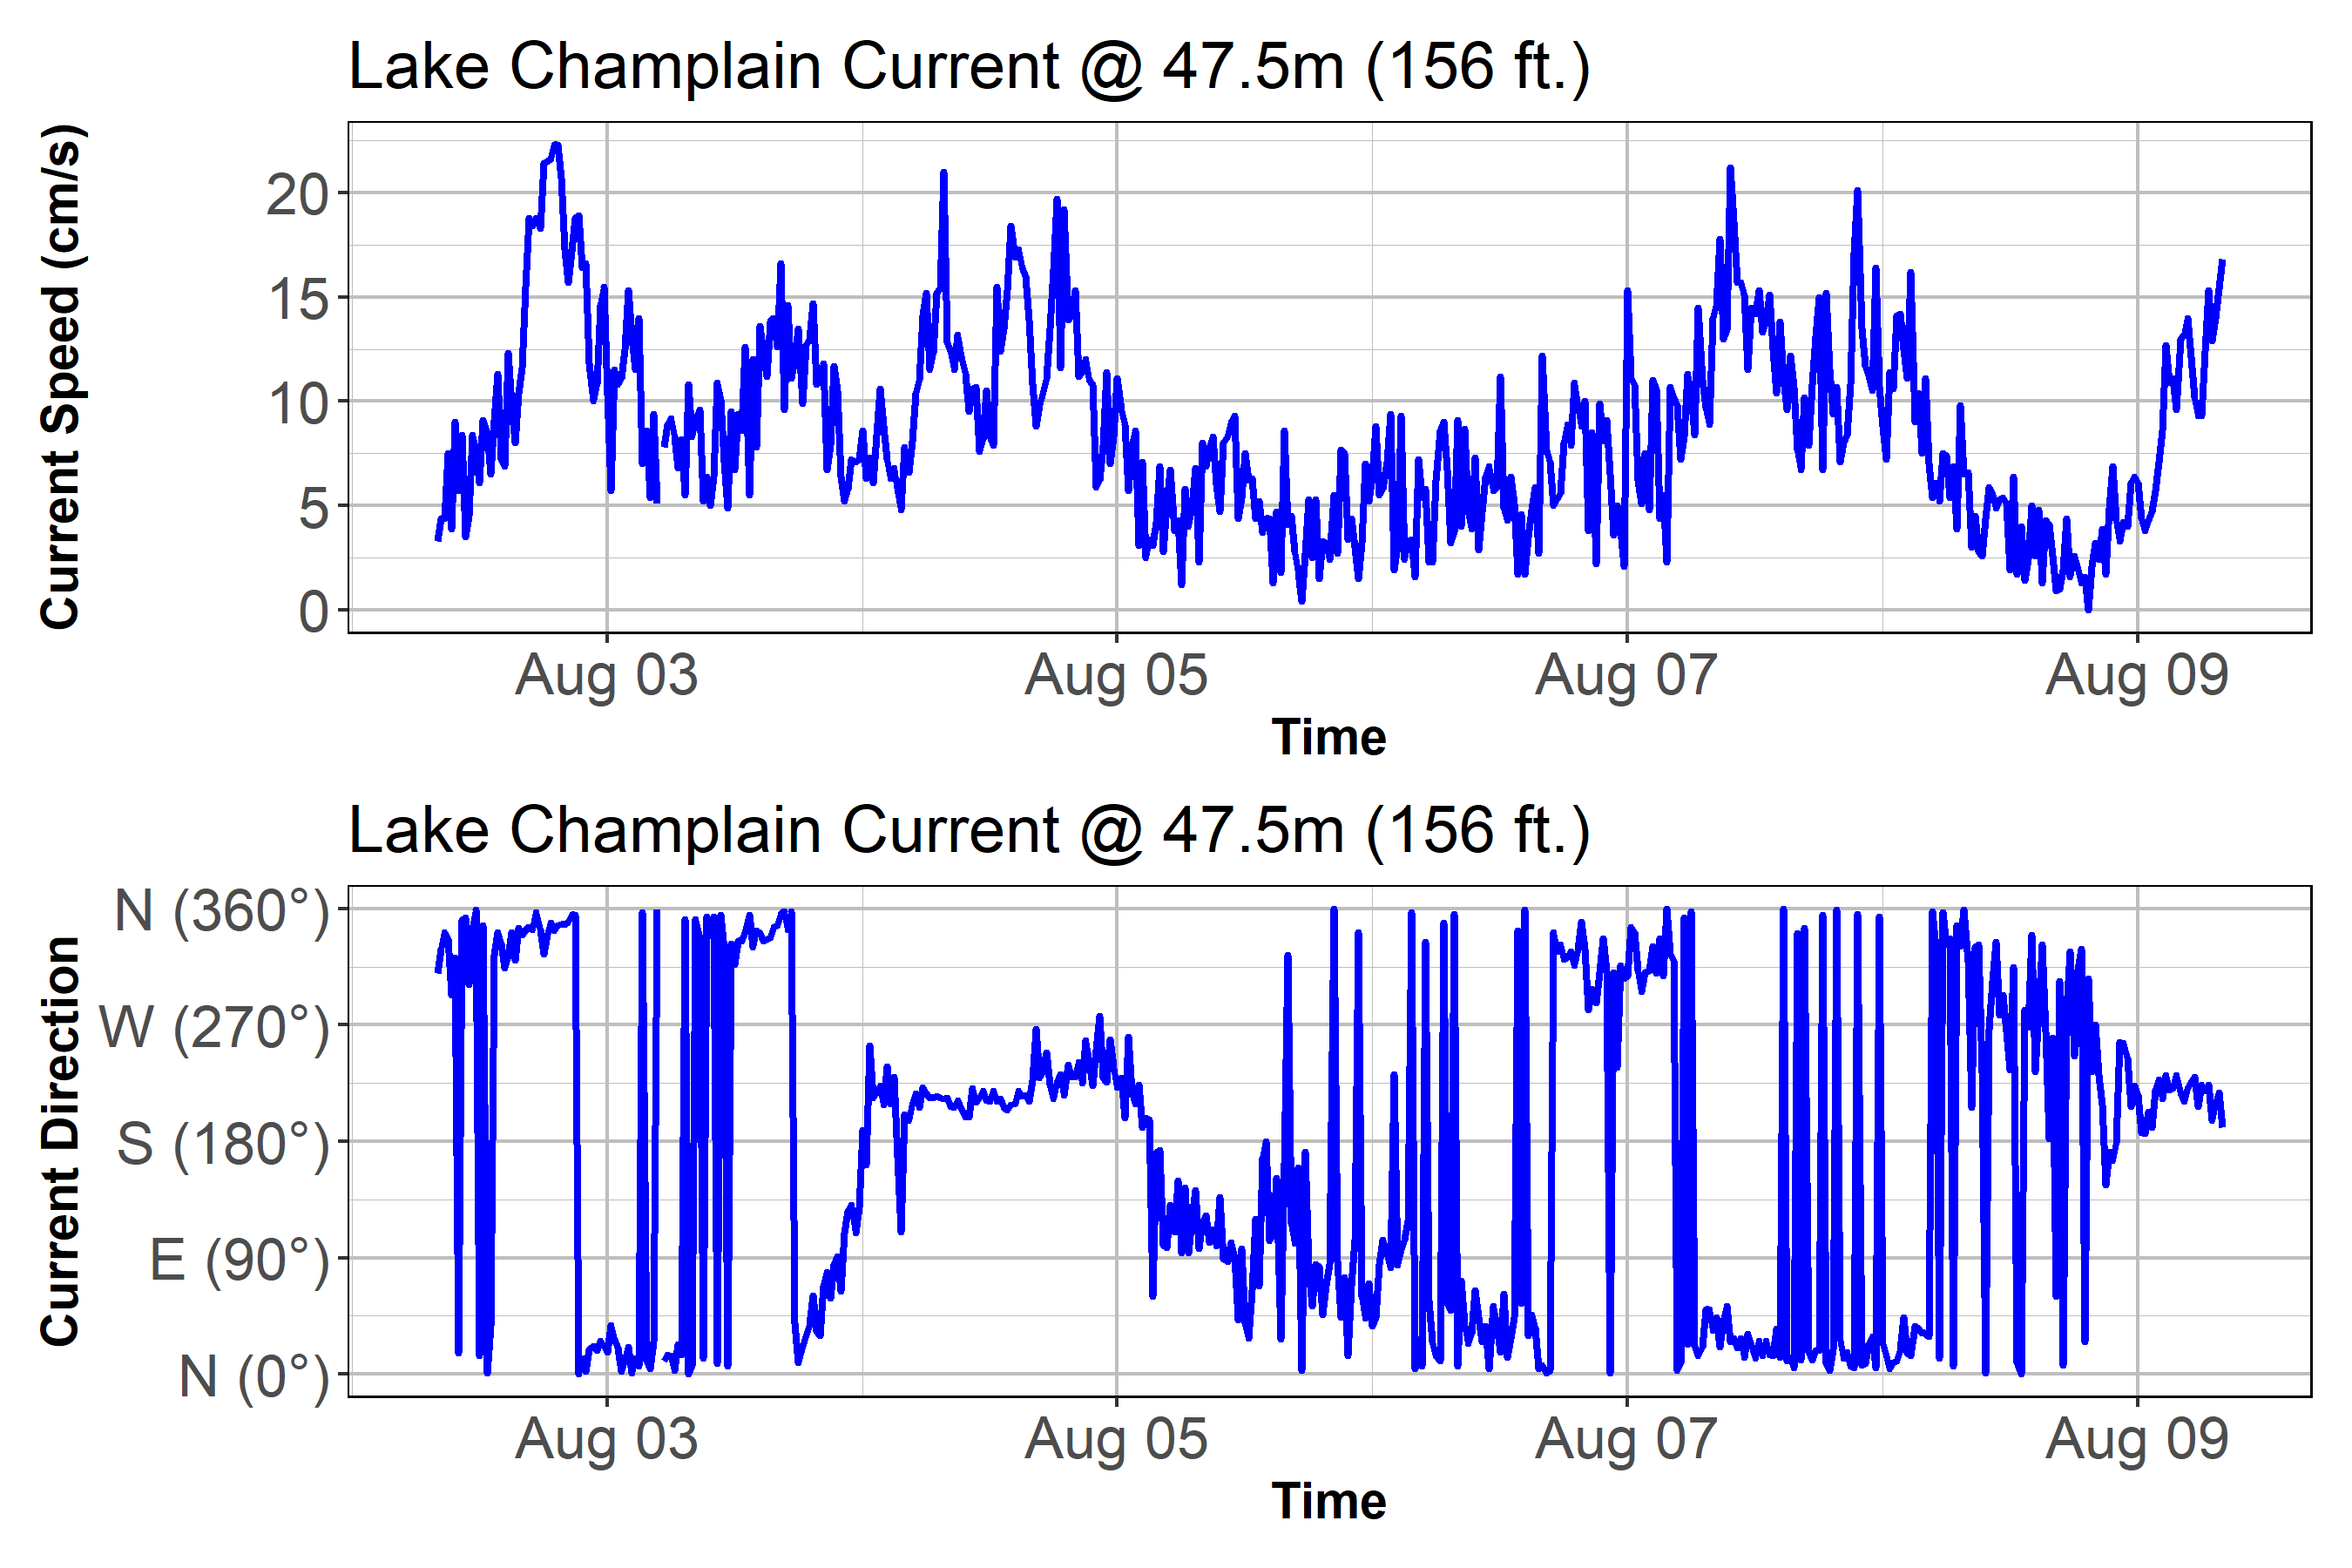 Lake Champlain Current @ 47.5m (156 ft.)
Current Speed (cm/s)
20
15
10
5
0
Aug 03 Aug 05 Aug 07 Aug 09
Time
Lake Champlain Current @ 47.5m (156 ft.)
Current Direction
N (360°)
W (270°)
S (180°)
E (90°)
N (0°)
Aug 03 Aug 05 Aug 07 Aug 09
Time